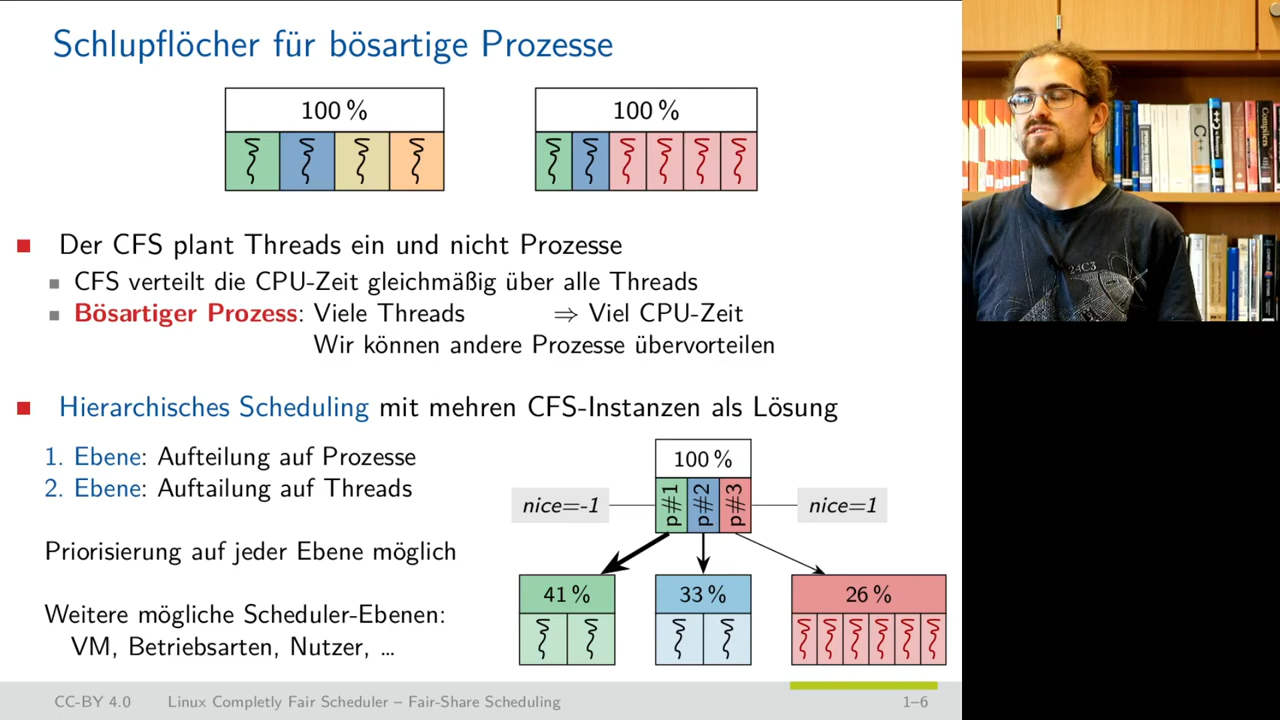 Schlupflöcher für bösartige Prozesse
100 %
100 %
Der CFS plant Threads ein und nicht Prozesse
CFS verteilt die CPU-Zeit gleichmäßig über alle Threads
Bösartiger Prozess: Viele Threads ⇒ Viel CPU-Zeit
Wir können andere Prozesse übervorteilen
Hierarchisches Scheduling mit mehren CFS-Instanzen als Lösung
1. Ebene: Aufteilung auf Prozesse
2. Ebene: Auftailung auf Threads
Priorisierung auf jeder Ebene möglich
Weitere mögliche Scheduler-Ebenen:
VM, Betriebsarten, Nutzer, ...
100 %
nice=-1
p#1
p#2
p#3
nice=1
41 %
33 %
26 %
CC-BY 4.0 Linux Completly Fair Scheduler – Fair-Share Scheduling 1–6
24C3
C++
Compilers